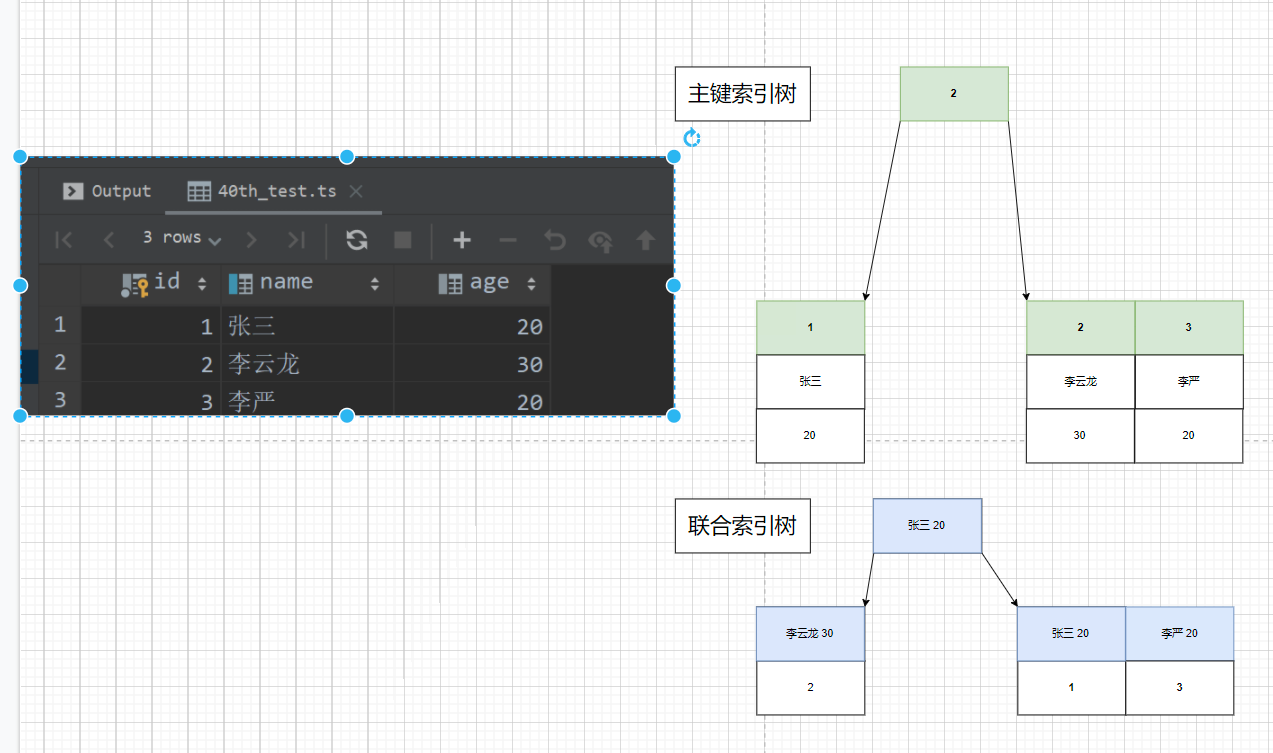 主键索引树
2
Output
40th_test.ts
3 rows
id name age
1 1 张三 20
2 2 李云龙 30
3 3 李严 20
1
张三
20
2 3
李云龙 李严
30 20
联合索引树
张三 20
李云龙 30
2
张三 20 李严 20
1 3